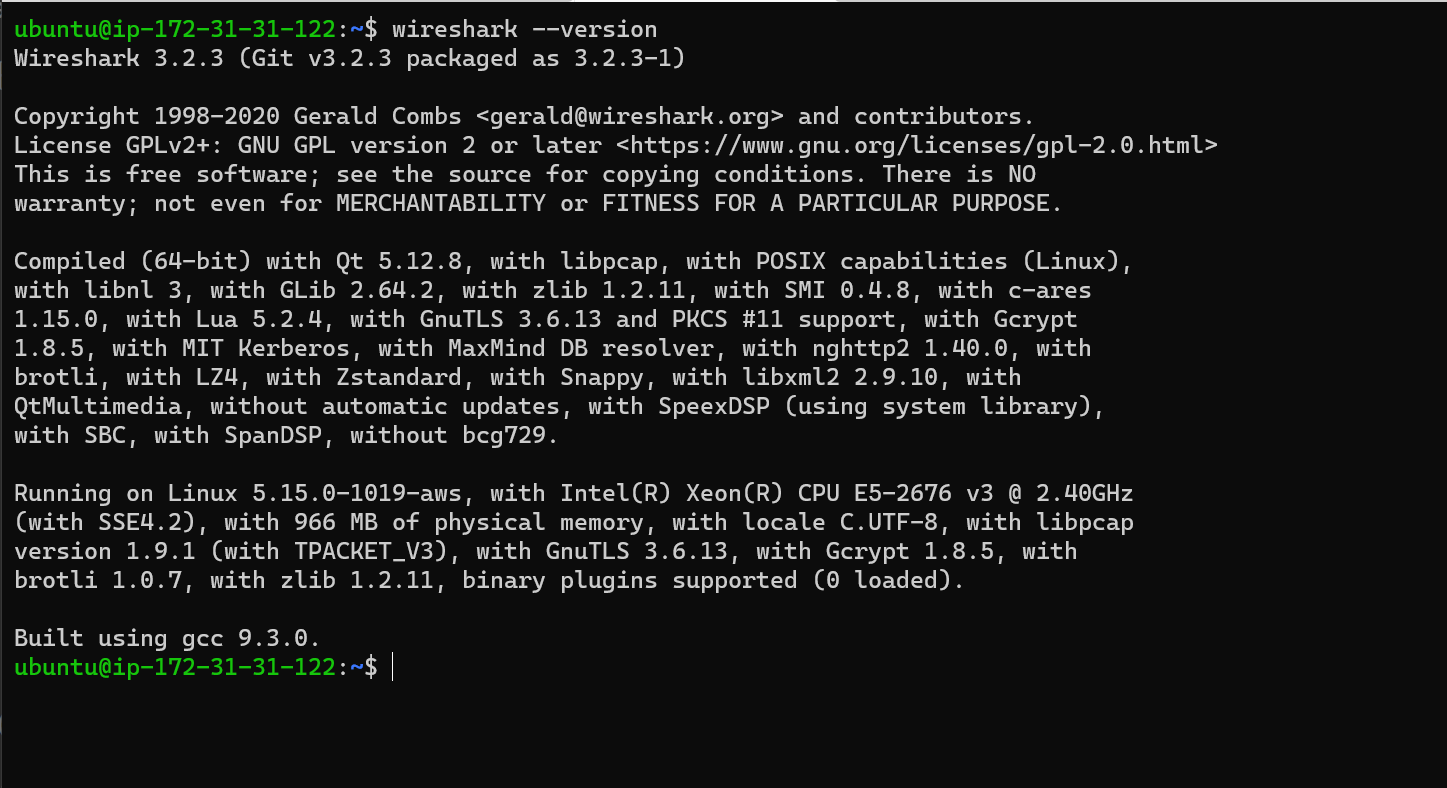 ubuntu@ip-172-31-31-122:~$ wireshark --version
Wireshark 3.2.3 (Git v3.2.3 packaged as 3.2.3-1)
Copyright 1998-2020 Gerald Combs <gerald@wireshark.org> and contributors.
License GPLv2+: GNU GPL version 2 or later <https://www.gnu.org/licenses/gpl-2.0.html>
This is free software; see the source for copying conditions. There is NO
warranty; not even for MERCHANTABILITY or FITNESS FOR A PARTICULAR PURPOSE.
Compiled (64-bit) with Qt 5.12.8, with libpcap, with POSIX capabilities (Linux),
with libnl 3, with GLib 2.64.2, with zlib 1.2.11, with SMI 0.4.8, with c-ares
1.15.0, with Lua 5.2.4, with GnuTLS 3.6.13 and PKCS #11 support, with Gcrypt
1.8.5, with MIT Kerberos, with MaxMind DB resolver, with nghttp2 1.40.0, with
brotli, with LZ4, with Zstandard, with Snappy, with libxml2 2.9.10, with
QtMultimedia, without automatic updates, with SpeexDSP (using system library),
with SBC, with SpanDSP, without bcg729.
Running on Linux 5.15.0-1019-aws, with Intel(R) Xeon(R) CPU E5-2676 v3 @ 2.40GHz
(with SSE4.2), with 966 MB of physical memory, with locale C.UTF-8, with libpcap
version 1.9.1 (with TPACKET_V3), with GnuTLS 3.6.13, with Gcrypt 1.8.5, with
brotli 1.0.7, with zlib 1.2.11, binary plugins supported (0 loaded).
Built using gcc 9.3.0.
ubuntu@ip-172-31-31-122:~$